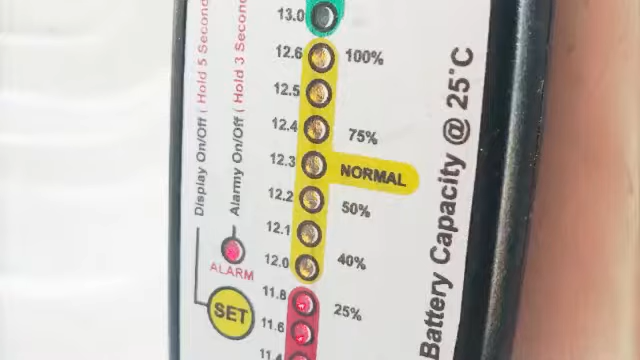 13.0
12.6 100%
12.5
12.4 75%
12.3 NORMAL
12.2 50%
12.1
12.0 40%
11.8 25%
11.6
11.4
Display On/Off ( Hold 5 Second
Alarmy On/Off ( Hold 3 Second
ALARM
SET
Battery Capacity @ 25°C